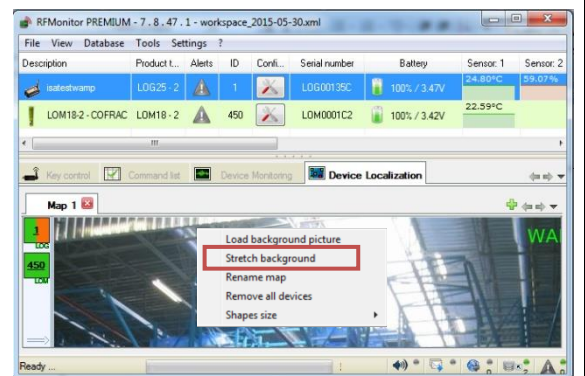 RFMonitor PREMIUM - 7 . 8 . 47 . 1 - workspace_2015-05-30.xml
File View Database Tools Settings ?
Description Product t... Alerts ID Confi... Serial number Battery Sensor: 1 Sensor: 2
isatestwamp LOG25 - 2 1 LOG00135C 100% / 3.47V 24.80°C 59.07%
LOM18-2 - COFRAC LOM18 - 2 450 LOM0001C2 100% / 3.42V 22.59°C
Key control Command list Device Monitoring Device Localization
Map 1
1
LOG
450
LOM
WA
Load background picture
Stretch background
Rename map
Remove all devices
Shapes size
Ready ...